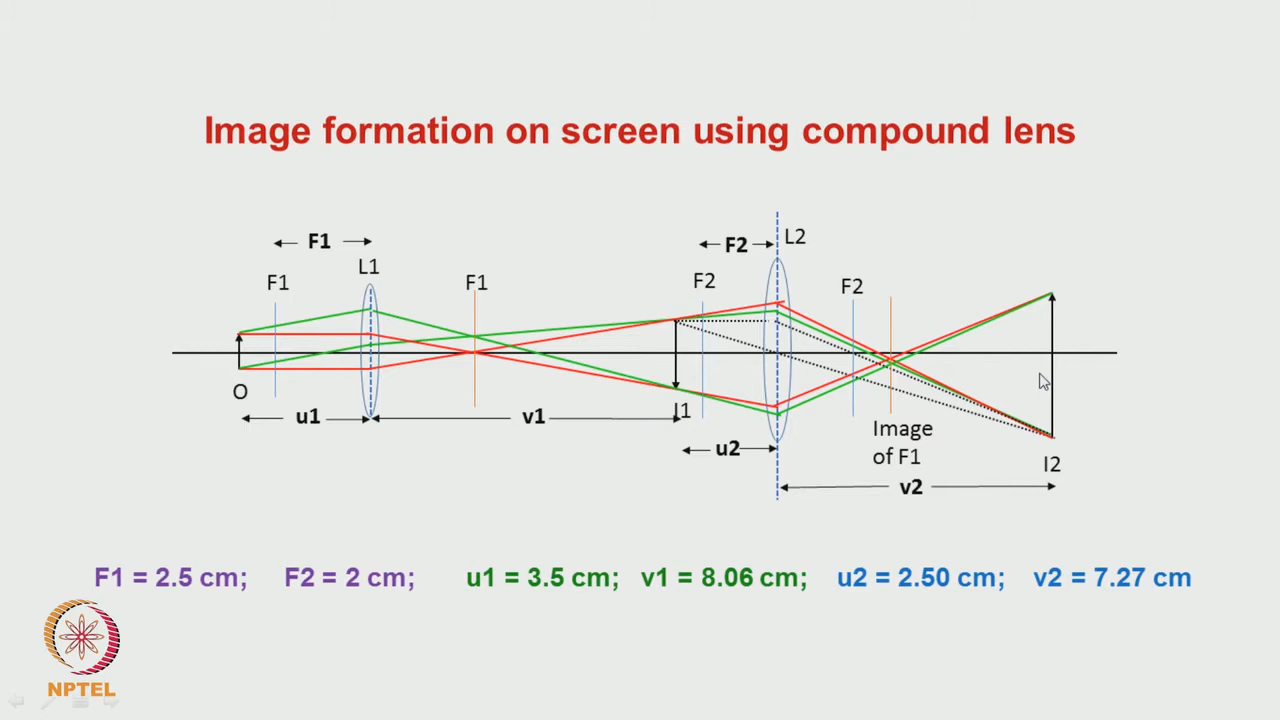 Image formation on screen using compound lens
F1
F2
L2
L1
F1
F1
F2
F2
O
u1
v1
I1
u2
Image
of F1
I2
v2
F1 = 2.5 cm; F2 = 2 cm; u1 = 3.5 cm; v1 = 8.06 cm; u2 = 2.50 cm; v2 = 7.27 cm
NPTEL